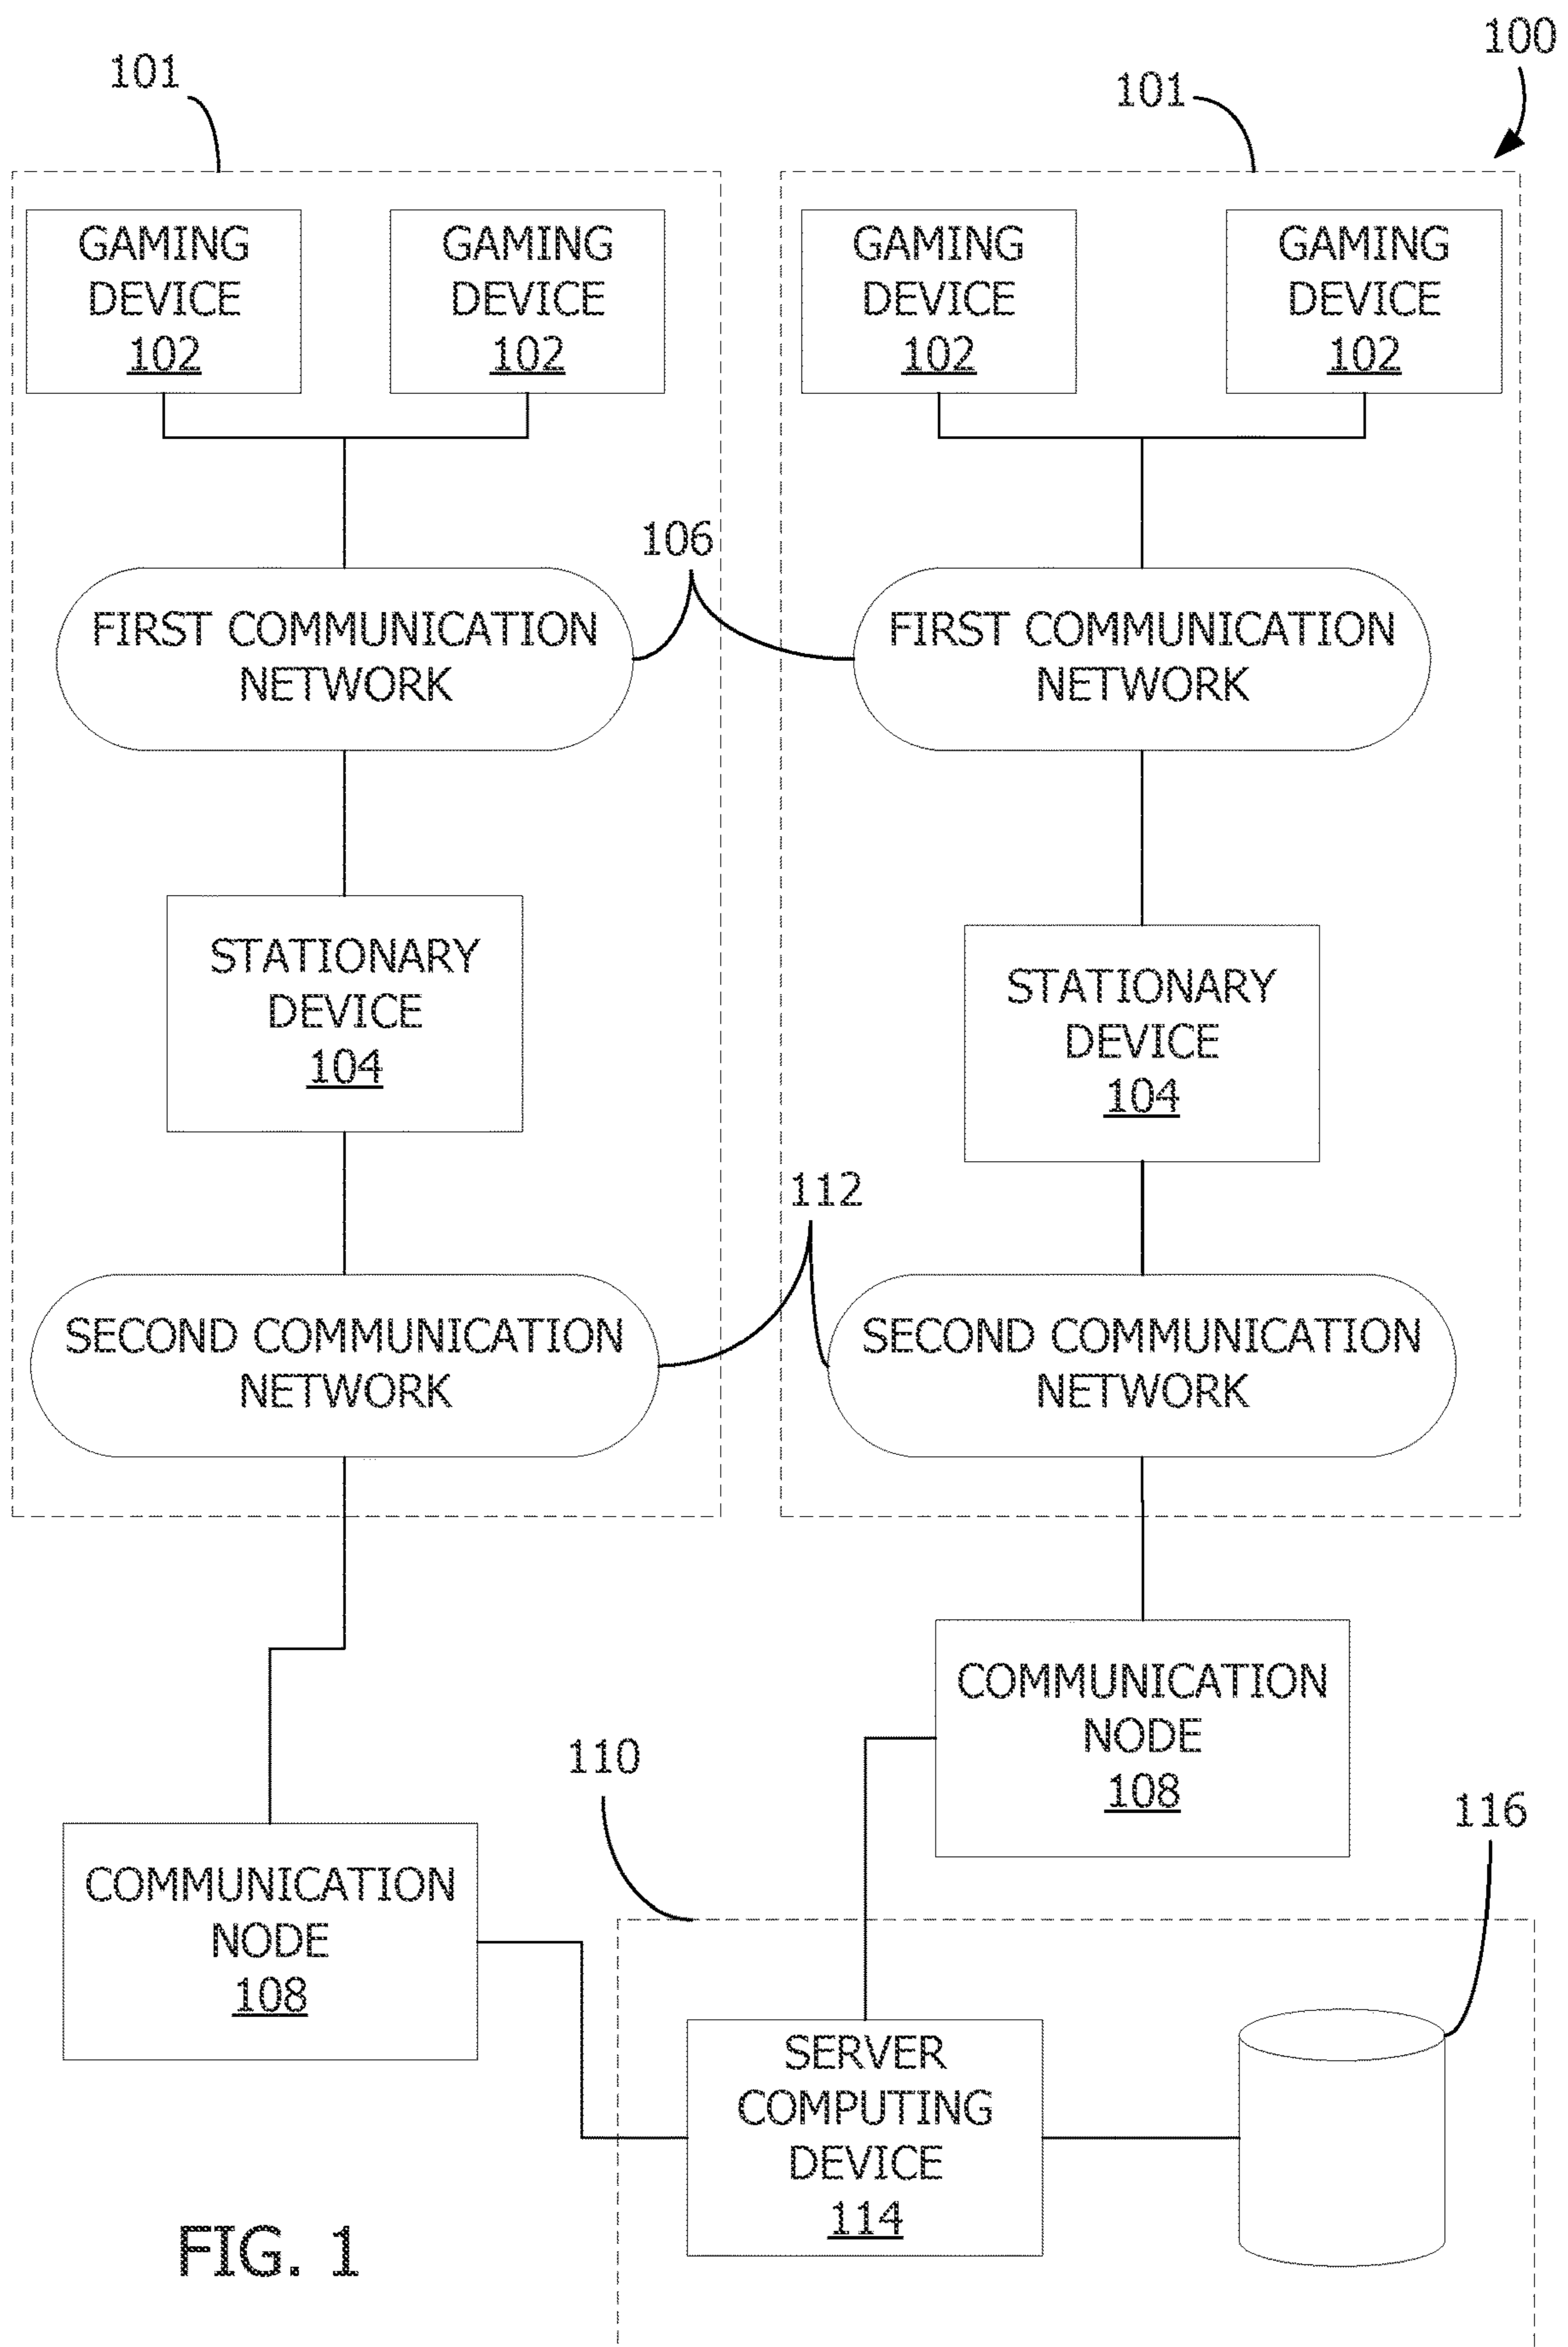 100
101
101
GAMING
DEVICE
102
GAMING
DEVICE
102
GAMING
DEVICE
102
GAMING
DEVICE
102
106
FIRST COMMUNICATION
NETWORK
FIRST COMMUNICATION
NETWORK
STATIONARY
DEVICE
104
STATIONARY
DEVICE
104
112
SECOND COMMUNICATION
NETWORK
SECOND COMMUNICATION
NETWORK
COMMUNICATION
NODE
108
110
116
COMMUNICATION
NODE
108
SERVER
COMPUTING
DEVICE
114
FIG. 1